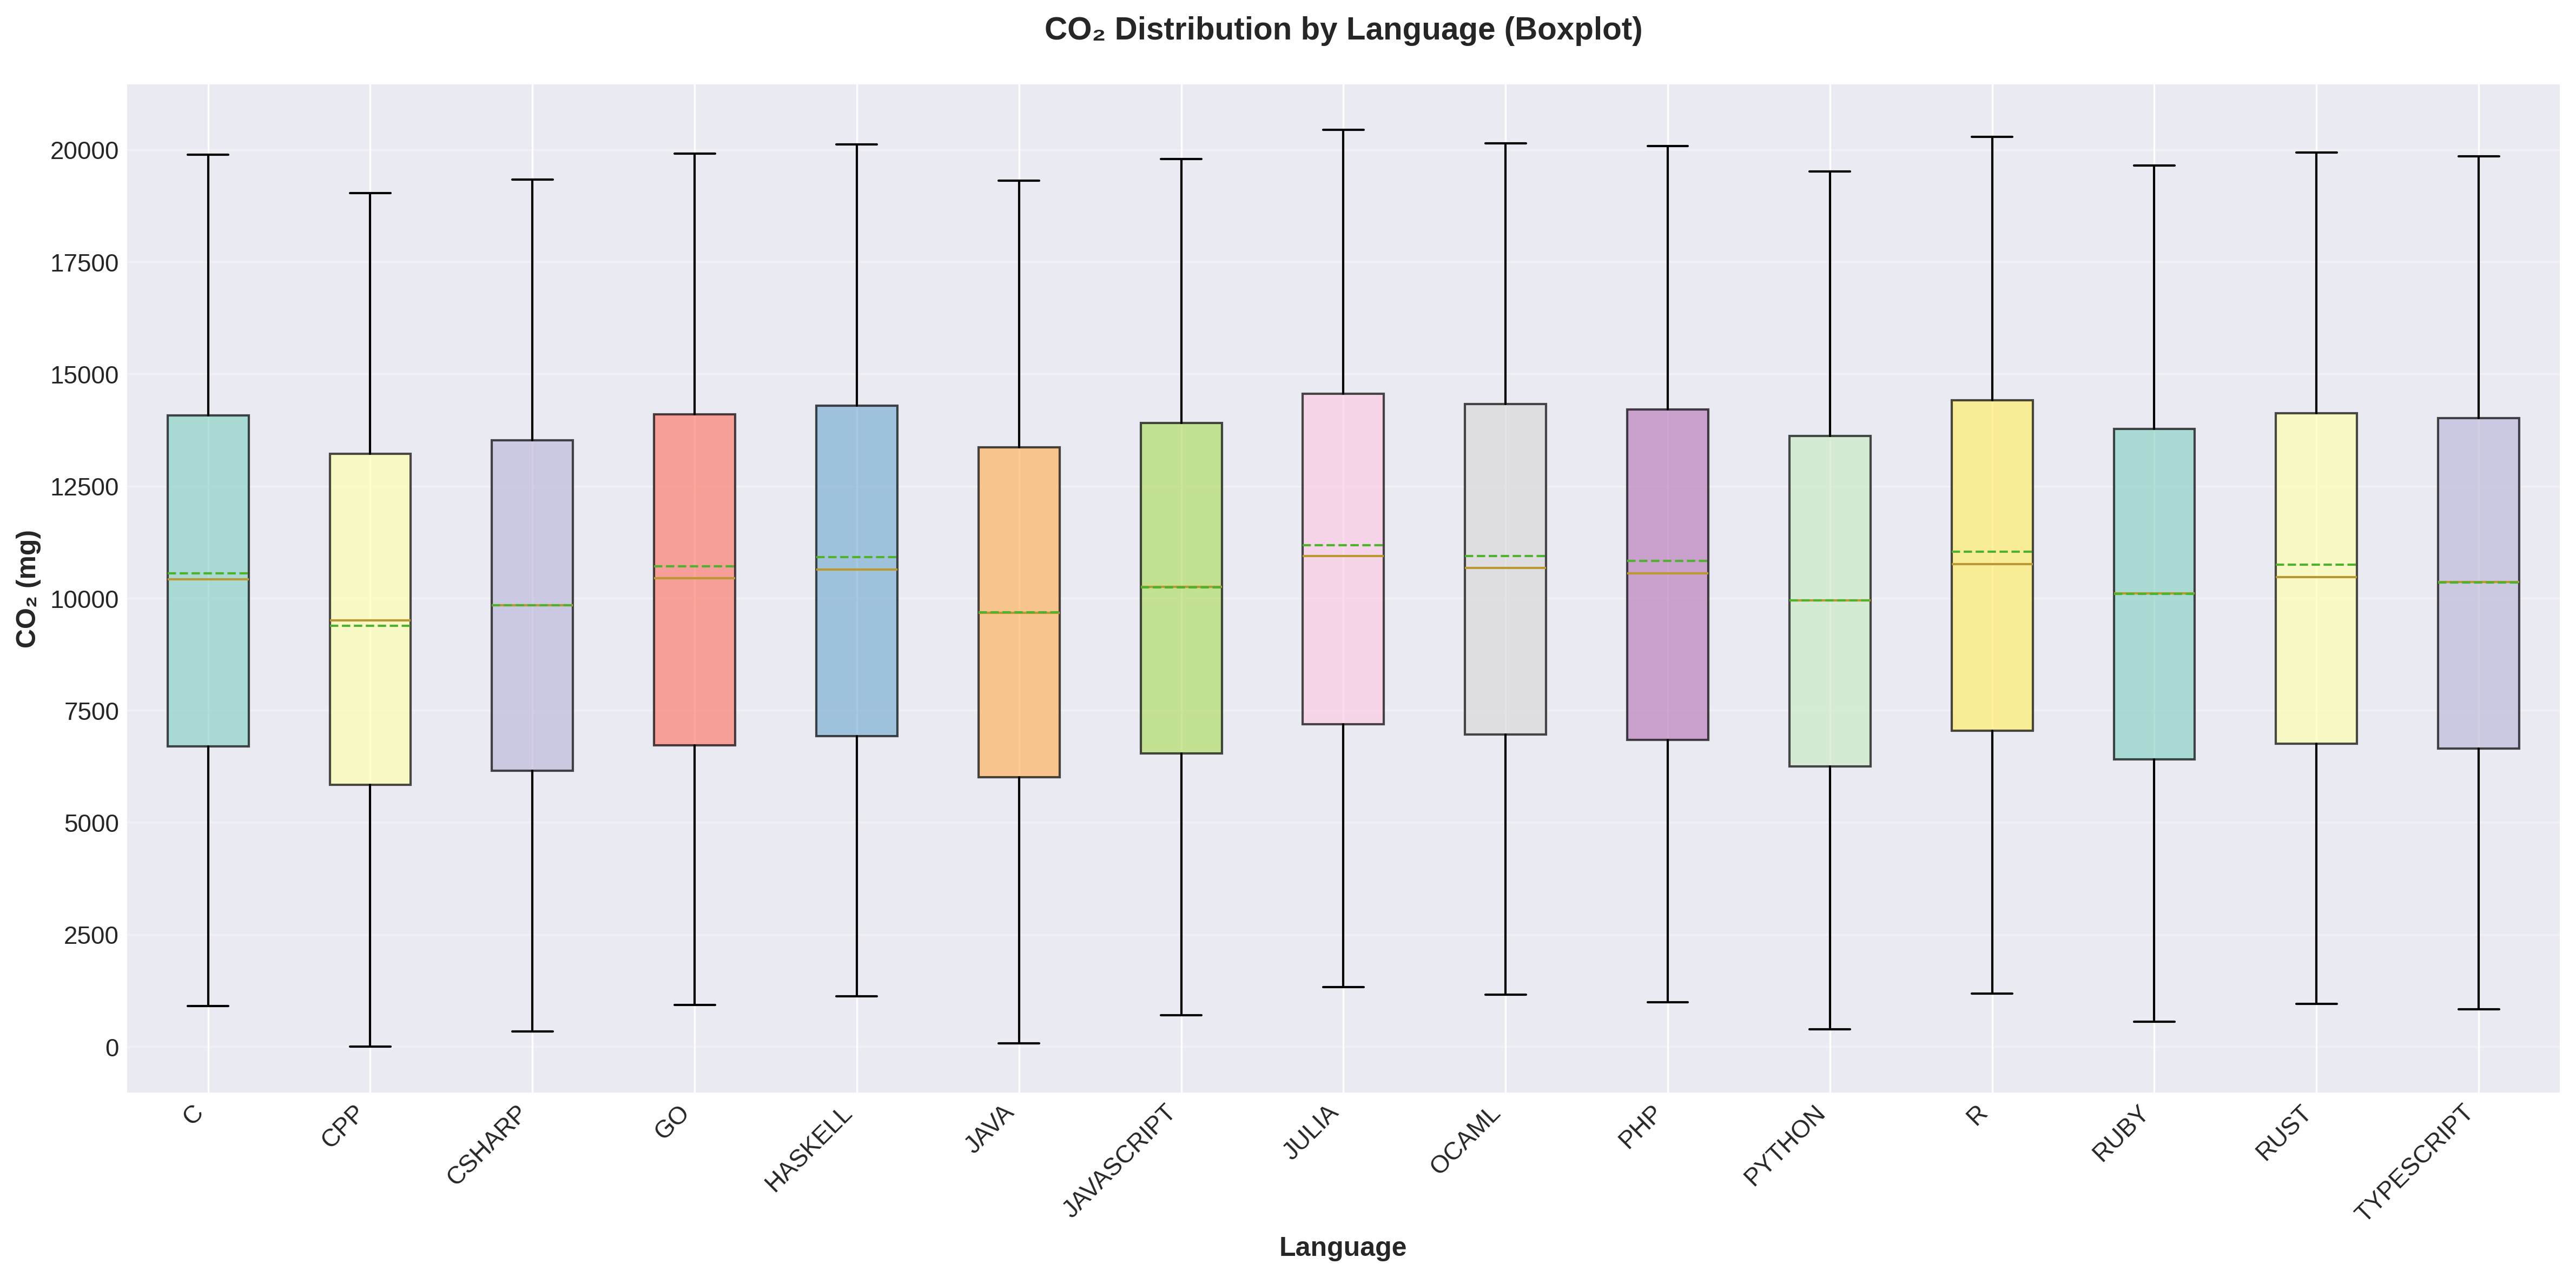 CO₂ Distribution by Language (Boxplot)
CO₂ (mg)
20000
17500
15000
12500
10000
7500
5000
2500
0
C
CPP
CSHARP
GO
HASKELL
JAVA
JAVASCRIPT
JULIA
OCAML
PHP
PYTHON
R
RUBY
RUST
TYPESCRIPT
Language